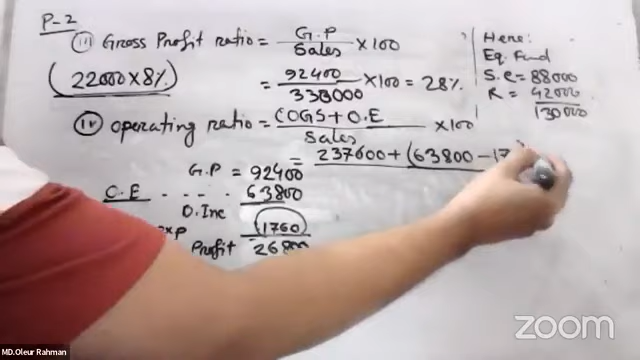 P-2
iii) Gross Profit ratio = G.P / Sales × 100
(22000 × 8%)
= 92400 / 330000 × 100 = 28%
iv) Operating ratio = COGS + O.E / Sales × 100
= 237600 + (63800 - 17
G.P = 92400
C.E - - - - 63800
O.Inc
1760
xp
Profit 26800
Here:
Eq. Fund
S.C = 88000
R = 42000
130000
zoom
MD.Oleur Rahman